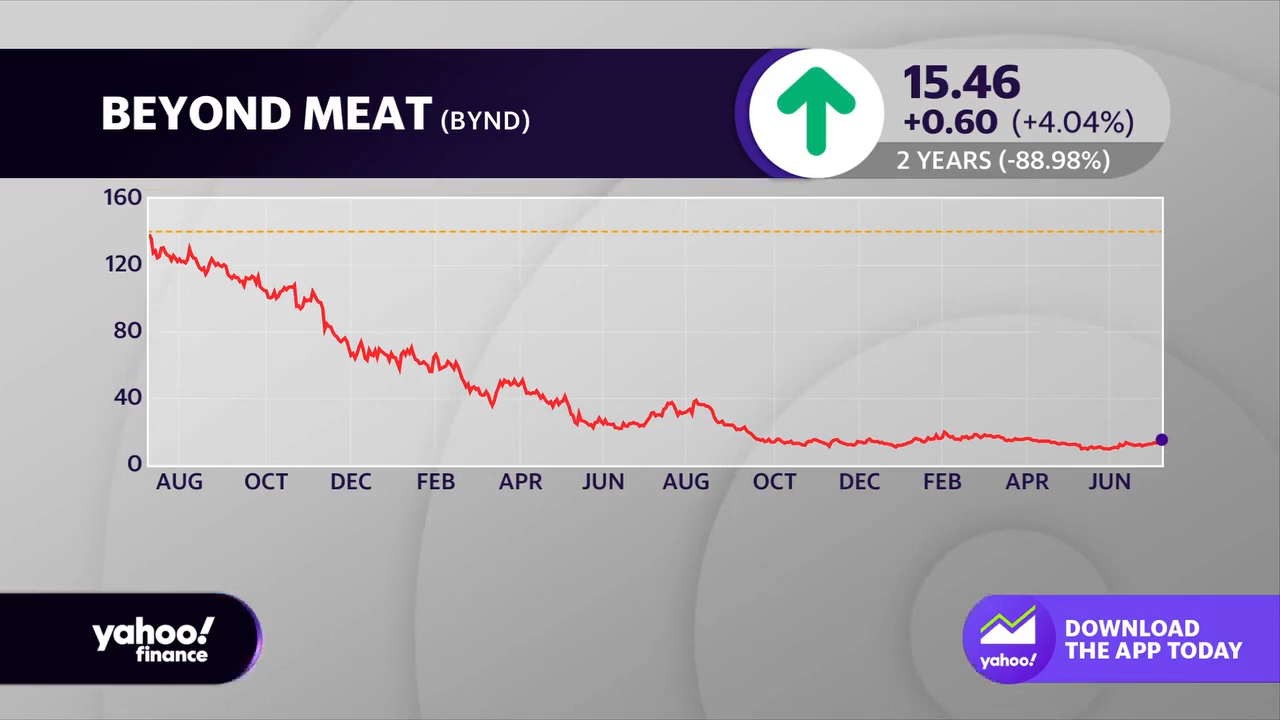 BEYOND MEAT (BYND)
15.46
+0.60 (+4.04%)
2 YEARS (-88.98%)
160
120
80
40
0
AUG OCT DEC FEB APR JUN AUG OCT DEC FEB APR JUN
yahoo!
finance
yahoo!
DOWNLOAD
THE APP TODAY